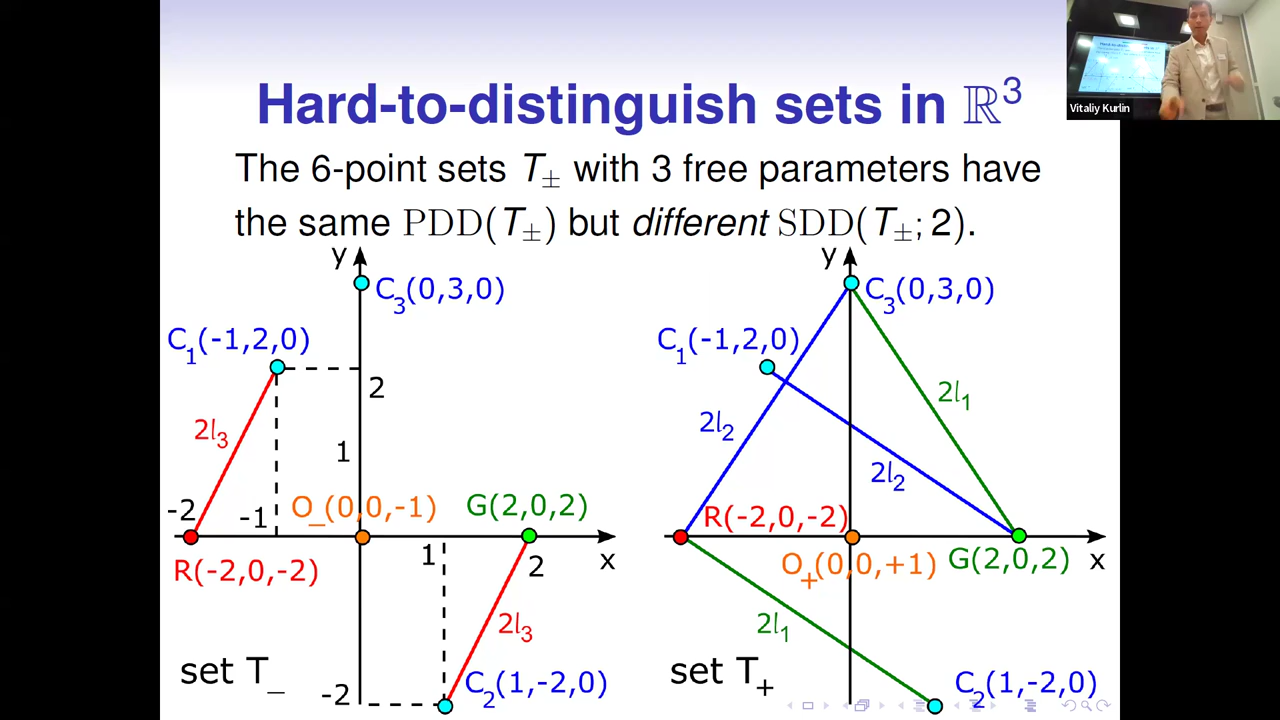 Vitaliy Kurlin
Hard-to-distinguish sets in ℝ³
The 6-point sets T± with 3 free parameters have
the same PDD(T±) but different SDD(T±; 2).
y
C₃(0,3,0)
C₁(-1,2,0)
2
2l₃
1
-2
-1
O₋(0,0,-1)
G(2,0,2)
1
2
x
R(-2,0,-2)
2l₃
set T₋
-2
C₂(1,-2,0)
y
C₃(0,3,0)
C₁(-1,2,0)
2l₁
2l₂
2l₂
R(-2,0,-2)
O₊(0,0,+1)
G(2,0,2)
x
2l₁
set T₊
C₂(1,-2,0)